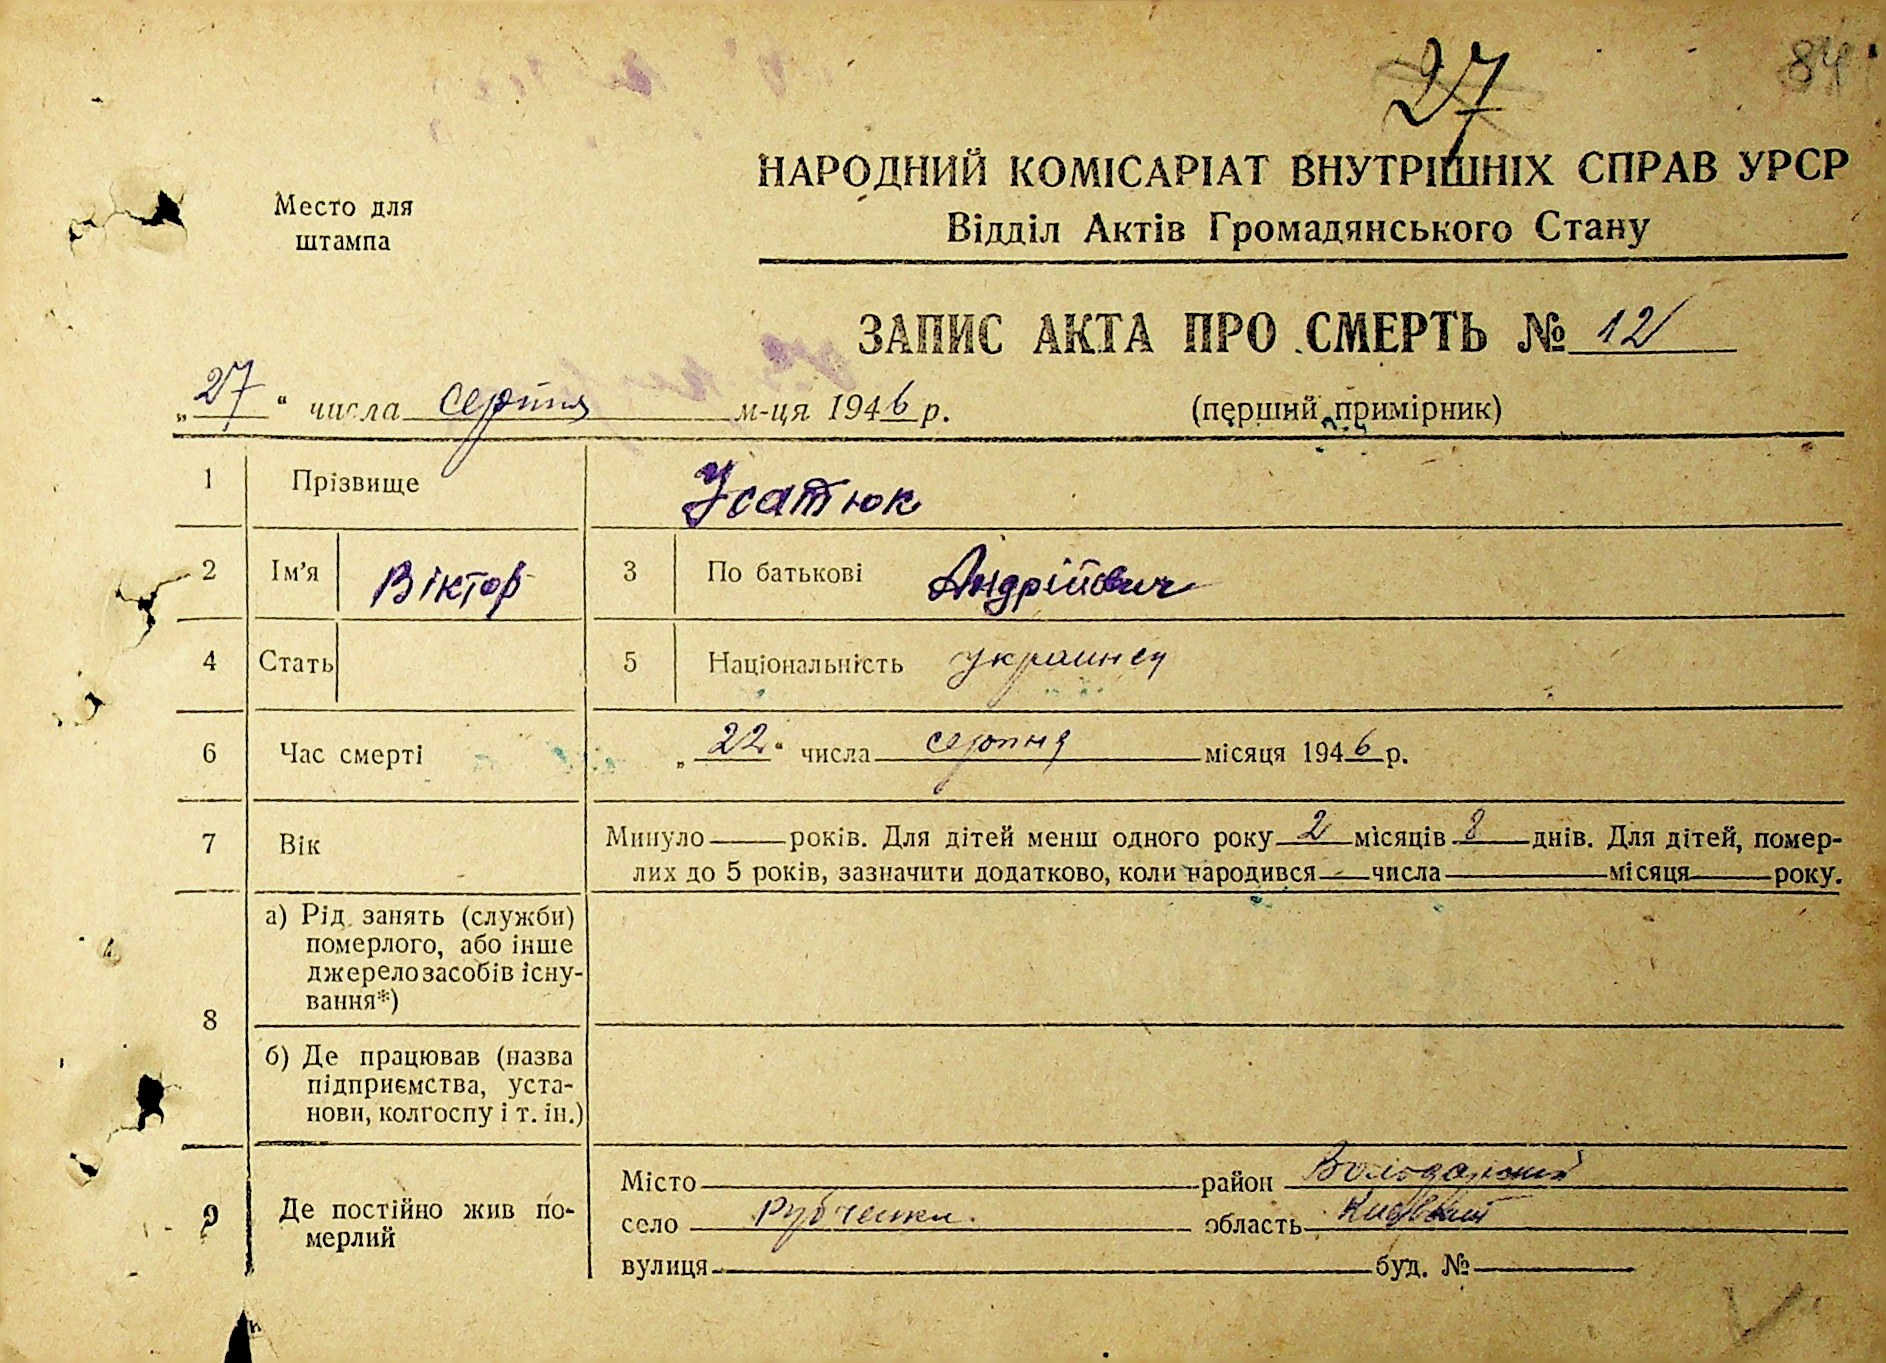 27
84
Место для
штампа
НАРОДНИЙ КОМІСАРІАТ ВНУТРІШНІХ СПРАВ УРСР
Відділ Актів Громадянського Стану
ЗАПИС АКТА ПРО СМЕРТЬ № 12
„27“ числа серпня м-ця 1946 р. (перший примірник)
1 Прізвище Усатюк
2 Ім'я Віктор 3 По батькові Андрійович
4 Стать 5 Національність
6 Час смерті „22“ числа серпня місяця 1946 р.
7 Вік Минуло років. Для дітей менш одного року 2 місяців 8 днів. Для дітей, помер-
лих до 5 років, зазначити додатково, коли народився числа місяця року.
8 а) Рід занять (служби)
померлого, або інше
джерело засобів існу-
вання*)
б) Де працював (назва
підприємства, уста-
нови, колгоспу і т. ін.)
9 Де постійно жив по-
мерлий
Місто район Володарский
село Рубченки область
вулиця буд. №